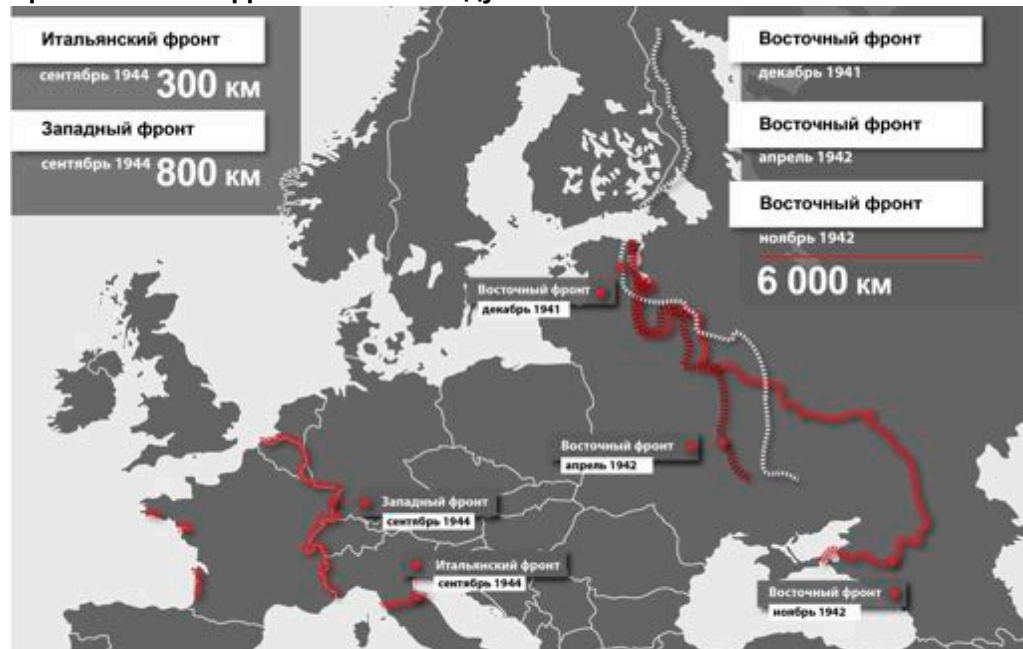 Итальянский фронт
сентябрь 1944 300 км
Западный фронт
сентябрь 1944 800 км
Восточный фронт
декабрь 1941
Восточный фронт
апрель 1942
Восточный фронт
ноябрь 1942
6 000 км
Восточный фронт
декабрь 1941
Восточный фронт
апрель 1942
Западный фронт
сентябрь 1944
Итальянский фронт
сентябрь 1944
Восточный фронт
ноябрь 1942